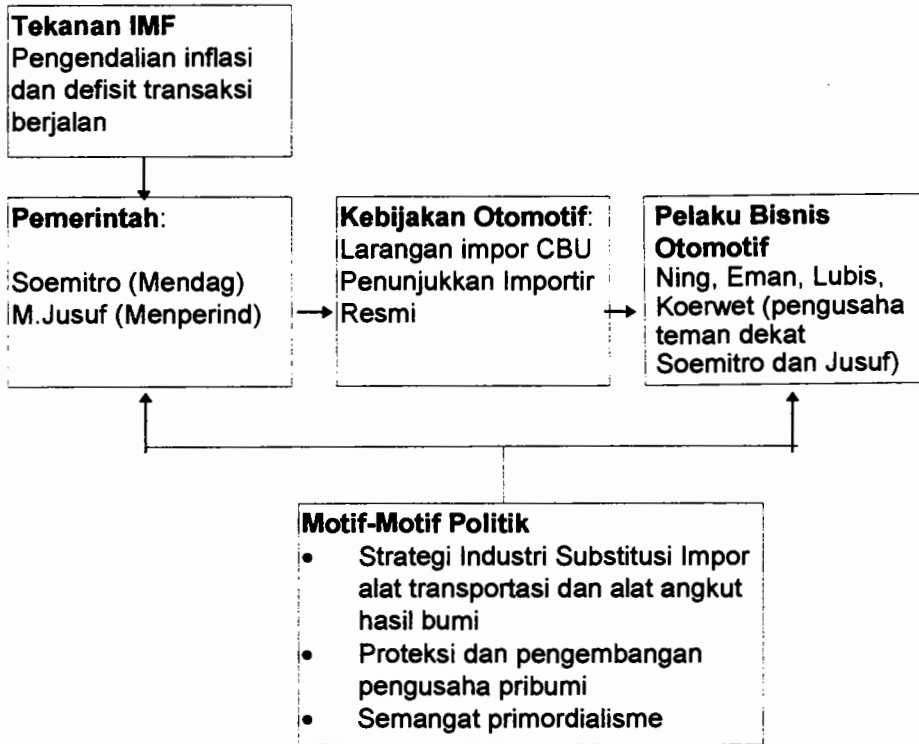 Tekanan IMF
Pengendalian inflasi
dan defisit transaksi
berjalan
Pemerintah:
Soemitro (Mendag)
M.Jusuf (Menperind)
Kebijakan Otomotif:
Larangan impor CBU
Penunjukkan Importir
Resmi
Pelaku Bisnis
Otomotif
Ning, Eman, Lubis,
Koerwet (pengusaha
teman dekat
Soemitro dan Jusuf)
Motif-Motif Politik
• Strategi Industri Substitusi Impor
alat transportasi dan alat angkut
hasil bumi
• Proteksi dan pengembangan
pengusaha pribumi
• Semangat primordialisme